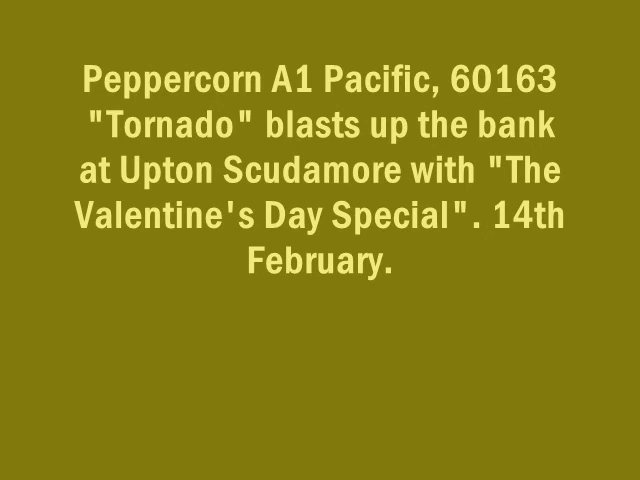 Peppercorn A1 Pacific, 60163
"Tornado" blasts up the bank
at Upton Scudamore with "The
Valentine's Day Special". 14th
February.